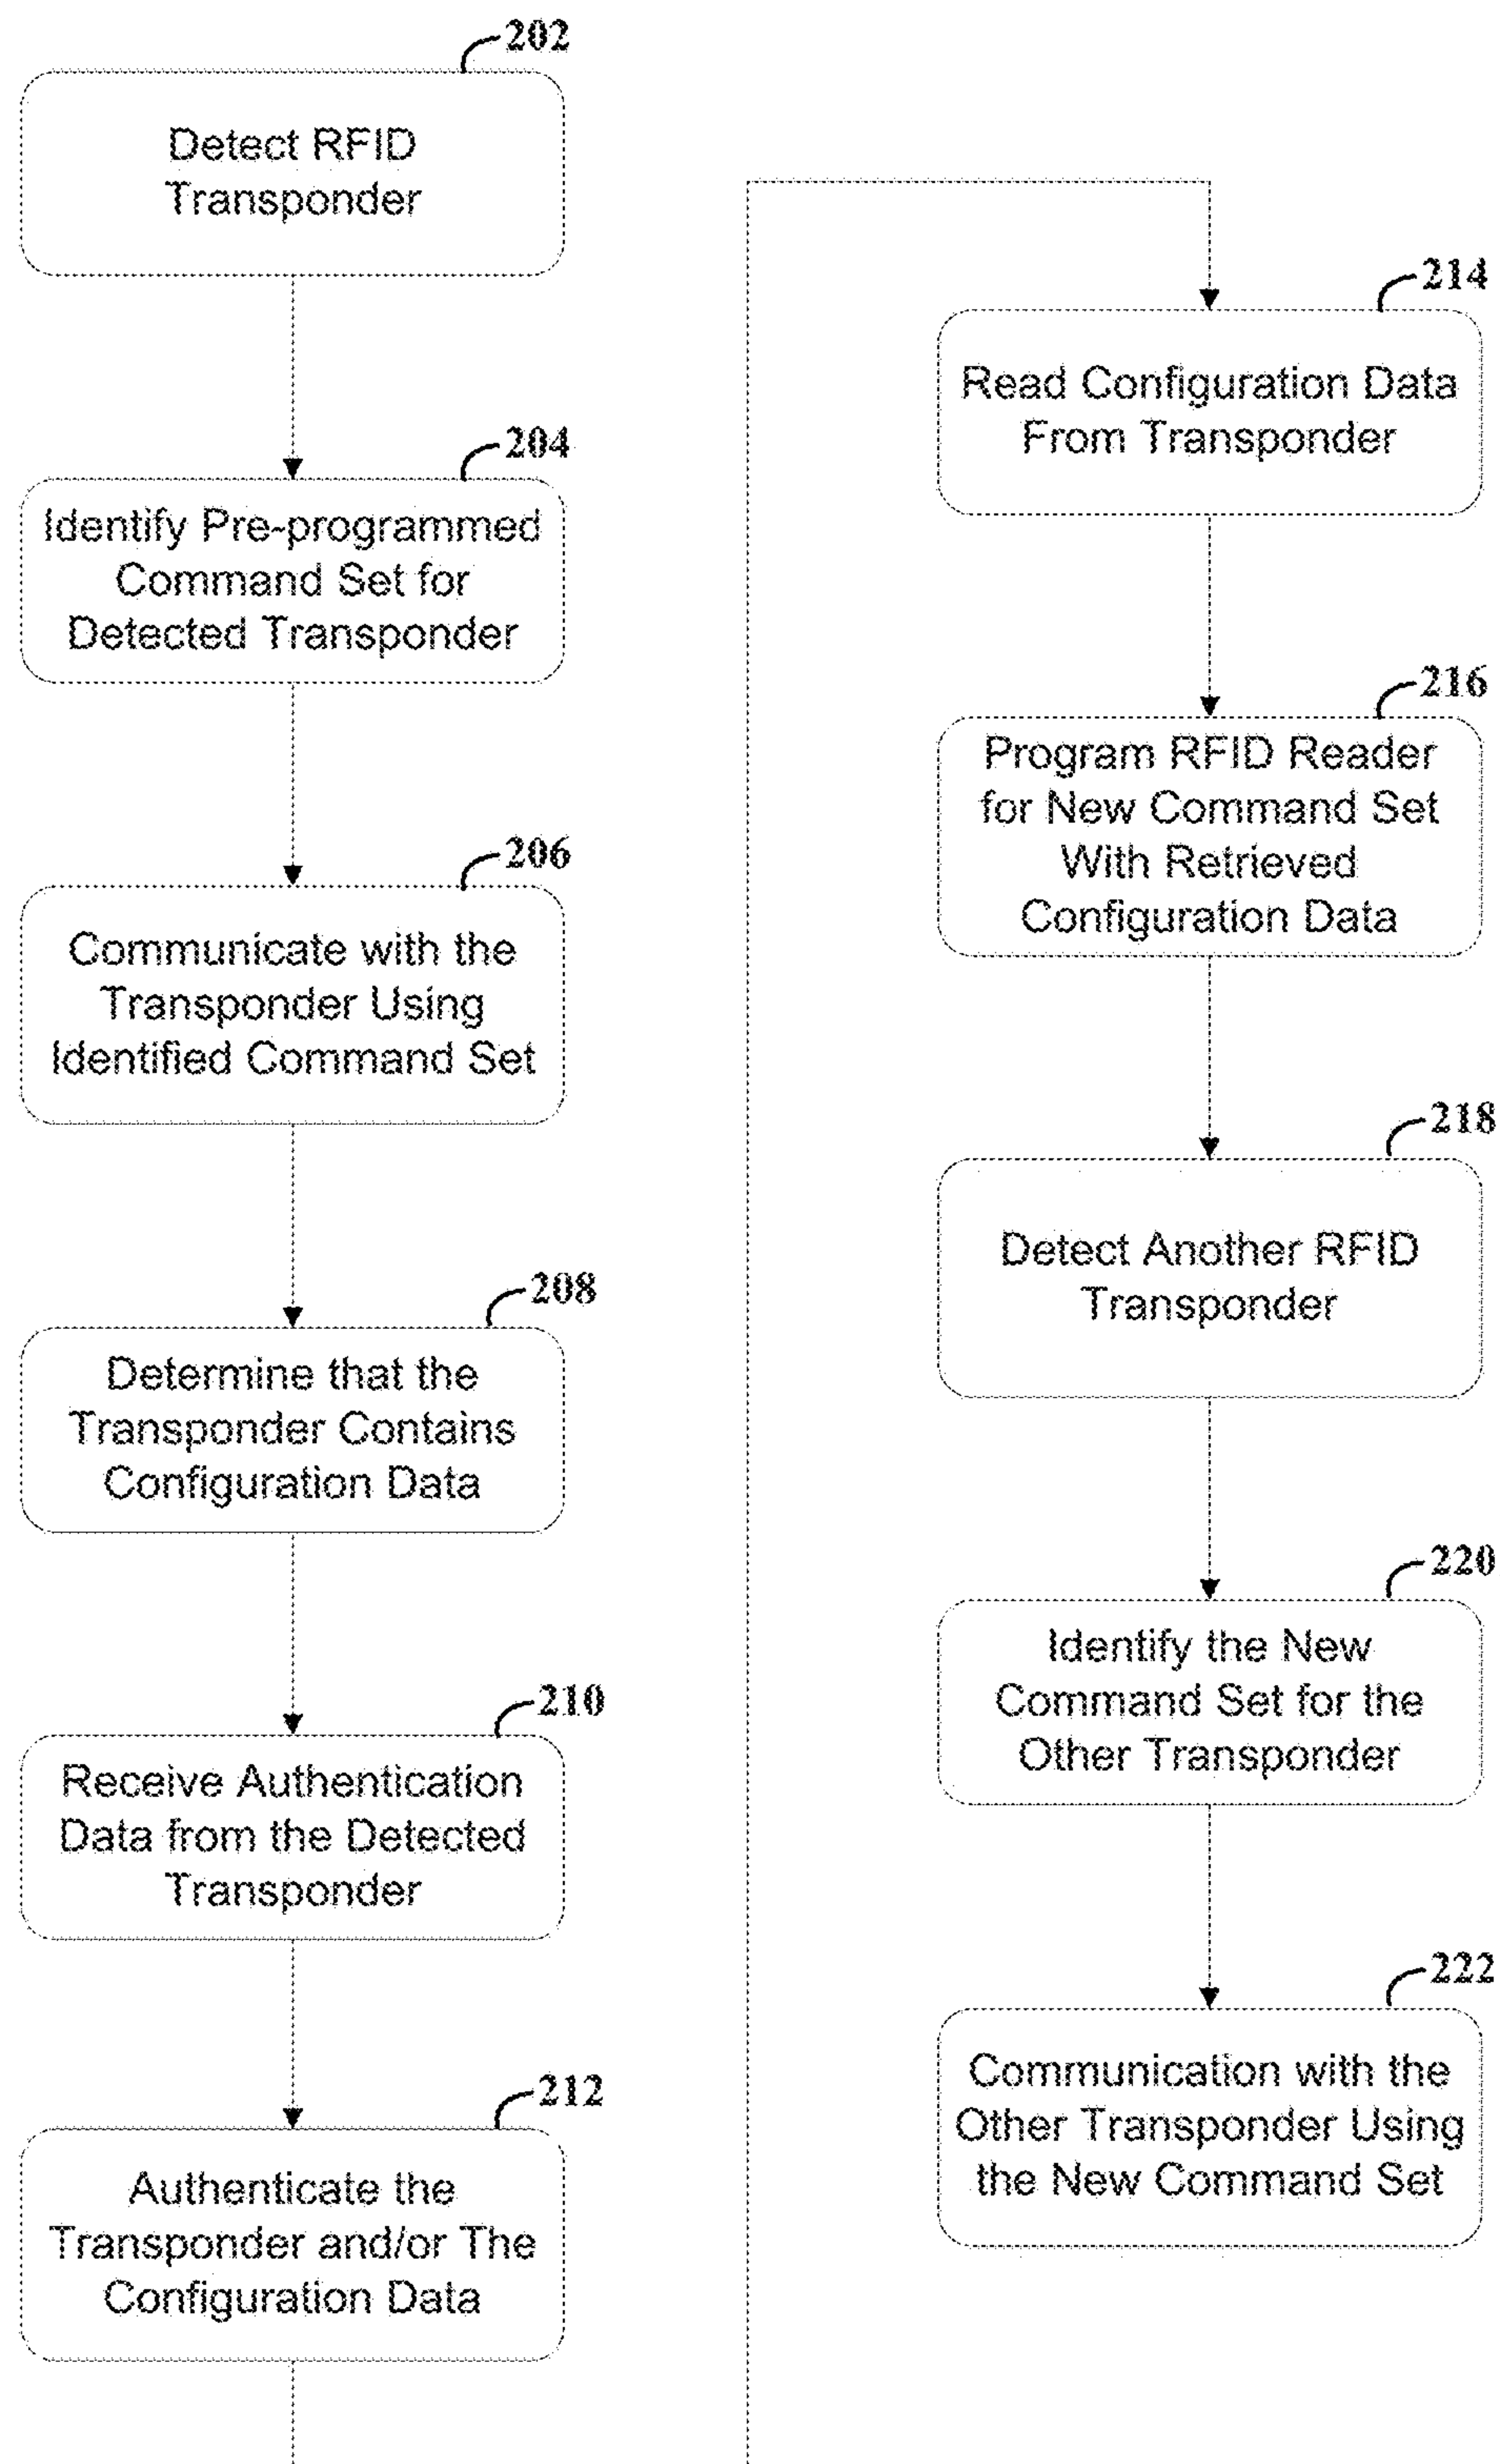 202
Detect RFID
Transponder
204
Identify Pre-programmed
Command Set for
Detected Transponder
206
Communicate with the
Transponder Using
Identified Command Set
208
Determine that the
Transponder Contains
Configuration Data
210
Receive Authentication
Data from the Detected
Transponder
212
Authenticate the
Transponder and/or The
Configuration Data
214
Read Configuration Data
From Transponder
216
Program RFID Reader
for New Command Set
With Retrieved
Configuration Data
218
Detect Another RFID
Transponder
220
Identify the New
Command Set for the
Other Transponder
222
Communication with the
Other Transponder Using
the New Command Set